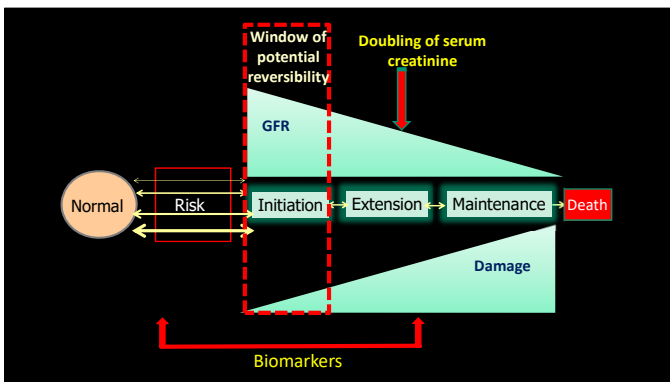 Window of
potential
reversibility
Doubling of serum
creatinine
GFR
Normal
Risk
Initiation
Extension
Maintenance
Death
Damage
Biomarkers